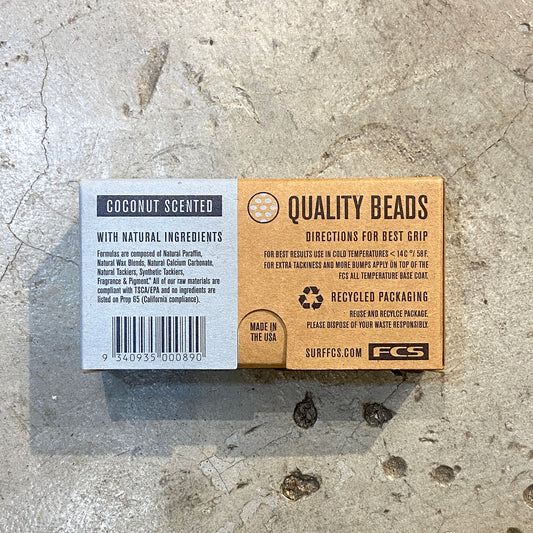 COCONUT SCENTED
WITH NATURAL INGREDIENTS
Formulas are composed of Natural Paraffin,
Natural Wax Blends, Natural Calcium Carbonate,
Natural Tackiers, Synthetic Tackiers,
Fragrance & Pigment.* All of our raw materials are
compliant with TSCA/EPA and no ingredients are
listed on Prop 65 (California compliance).
9 340935 000890
QUALITY BEADS
DIRECTIONS FOR BEST GRIP
FOR BEST RESULTS USE IN COLD TEMPERATURES < 14C °/ 58F.
FOR EXTRA TACKINESS AND MORE BUMPS APPLY ON TOP OF THE
FCS ALL TEMPERATURE BASE COAT.
RECYCLED PACKAGING
REUSE AND RECYLCE PACKAGE.
PLEASE DISPOSE OF YOUR WASTE RESPONSIBLY.
MADE IN
THE USA
SURFFCS.COM FCS